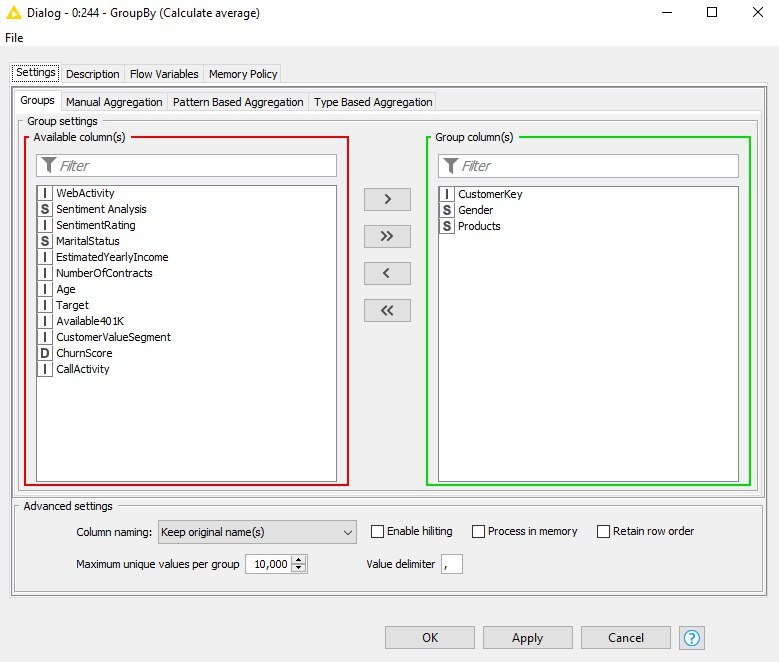 Dialog - 0:244 - GroupBy (Calculate average)
File
Settings Description Flow Variables Memory Policy
Groups Manual Aggregation Pattern Based Aggregation Type Based Aggregation
Group settings
Available column(s)
Filter
I WebActivity
S Sentiment Analysis
I SentimentRating
S MaritalStatus
I EstimatedYearlyIncome
I NumberOfContracts
I Age
I Target
I Available401K
I CustomerValueSegment
D ChurnScore
I CallActivity
>
>>
<
<<
Group column(s)
Filter
I CustomerKey
S Gender
S Products
Advanced settings
Column naming: Keep original name(s) Enable hiliting Process in memory Retain row order
Maximum unique values per group 10,000 Value delimiter ,
OK Apply Cancel ?